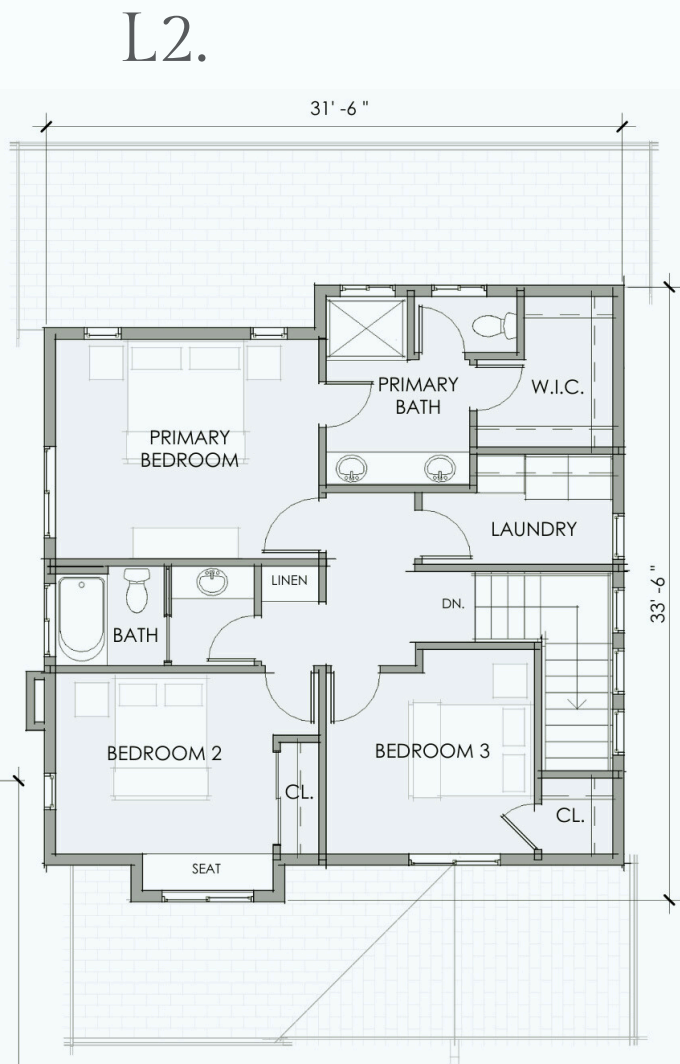 L2.
31' -6 "
PRIMARY
BATH
W.I.C.
PRIMARY
BEDROOM
LAUNDRY
LINEN
DN.
33' -6 "
BATH
BEDROOM 2
BEDROOM 3
CL.
CL.
SEAT